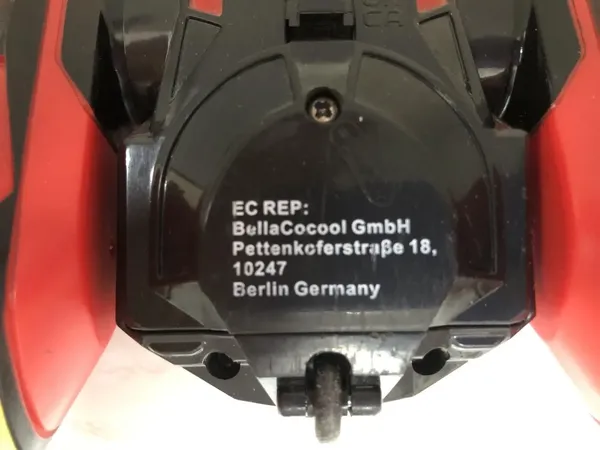 EC REP:
BellaCocool GmbH
Pettenkoferstraße 18,
10247
Berlin Germany